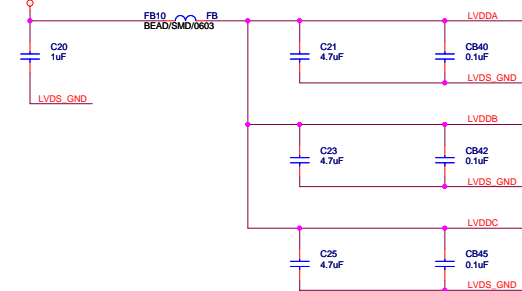 FB10 FB
BEAD/SMD/0603
LVDDA
C20
1uF
C21
4.7uF
CB40
0.1uF
LVDS_GND
LVDS_GND
LVDDB
C23
4.7uF
CB42
0.1uF
LVDS_GND
LVDDC
C25
4.7uF
CB45
0.1uF
LVDS_GND